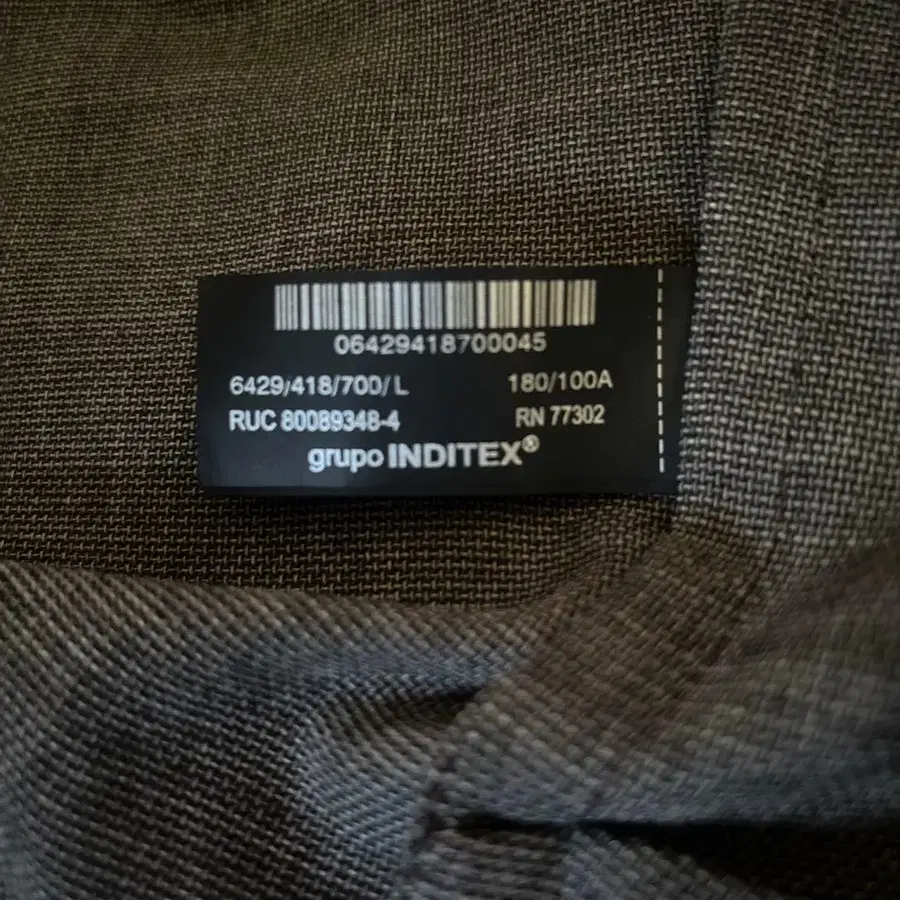 06429418700045
6429/418/700/L 180/100A
RUC 80089348-4 RN 77302
grupo INDITEX®